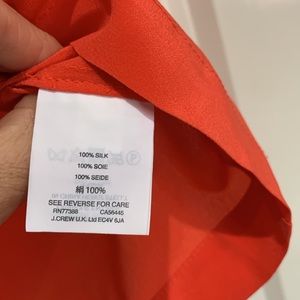 100% SILK
100% SOIE
100% SEIDE
絹 100%
SEE REVERSE FOR CARE
RN77388 CA56445
J.CREW U.K. Ltd EC4V 6JA